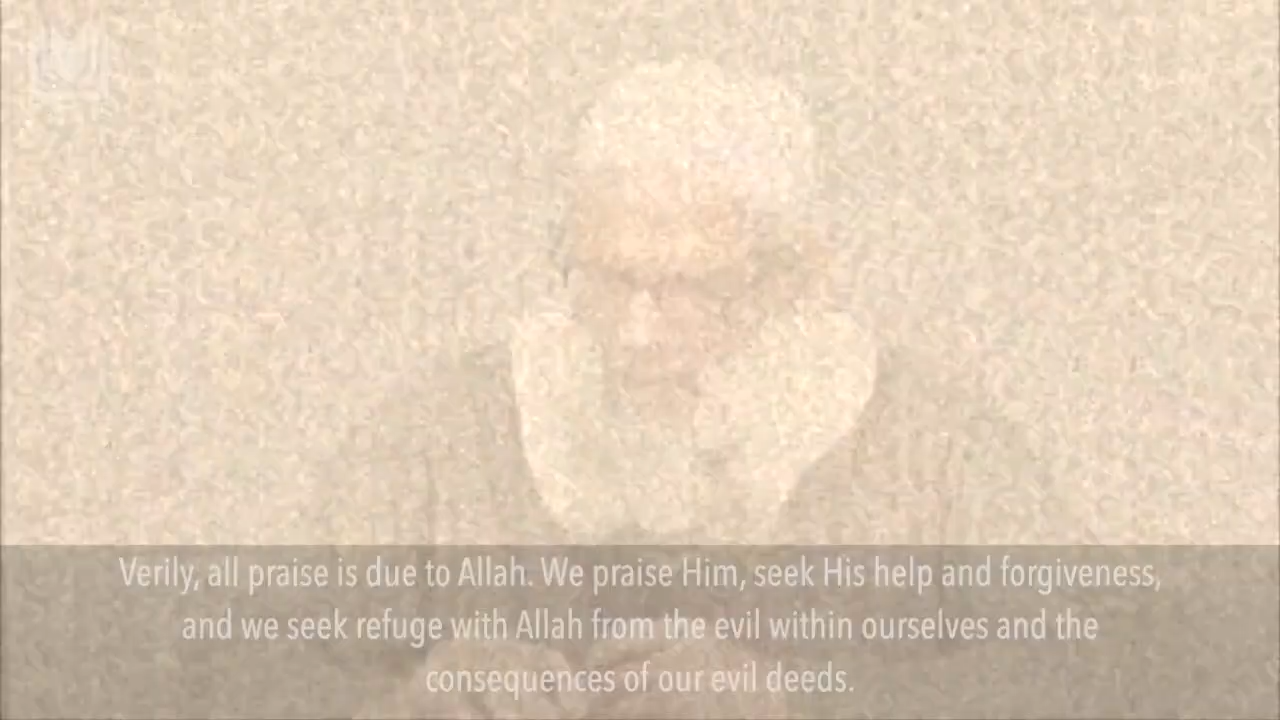 Verily, all praise is due to Allah. We praise Him, seek His help and forgiveness,
and we seek refuge with Allah from the evil within ourselves and the
consequences of our evil deeds.